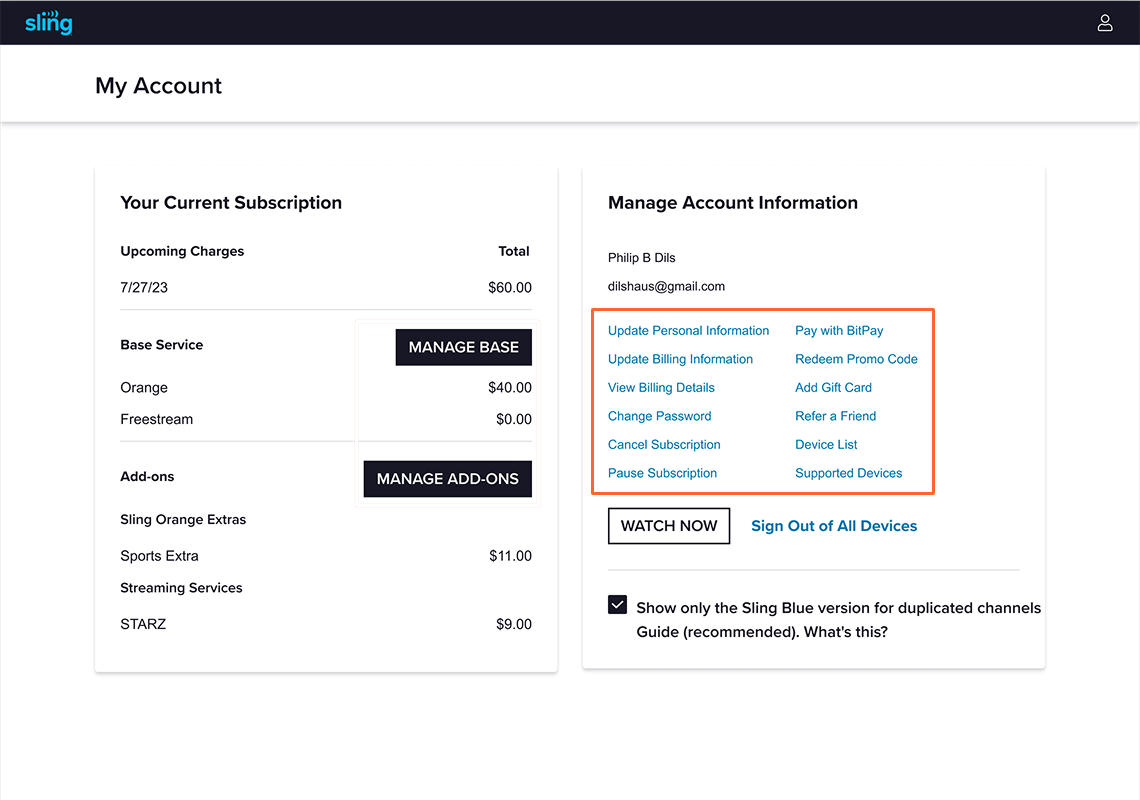 sling
My Account
Your Current Subscription
Upcoming Charges Total
7/27/23 $60.00
Base Service MANAGE BASE
Orange $40.00
Freestream $0.00
Add-ons MANAGE ADD-ONS
Sling Orange Extras
Sports Extra $11.00
Streaming Services
STARZ $9.00
Manage Account Information
Philip B Dils
dilshaus@gmail.com
Update Personal Information Pay with BitPay
Update Billing Information Redeem Promo Code
View Billing Details Add Gift Card
Change Password Refer a Friend
Cancel Subscription Device List
Pause Subscription Supported Devices
WATCH NOW Sign Out of All Devices
Show only the Sling Blue version for duplicated channels
Guide (recommended). What's this?